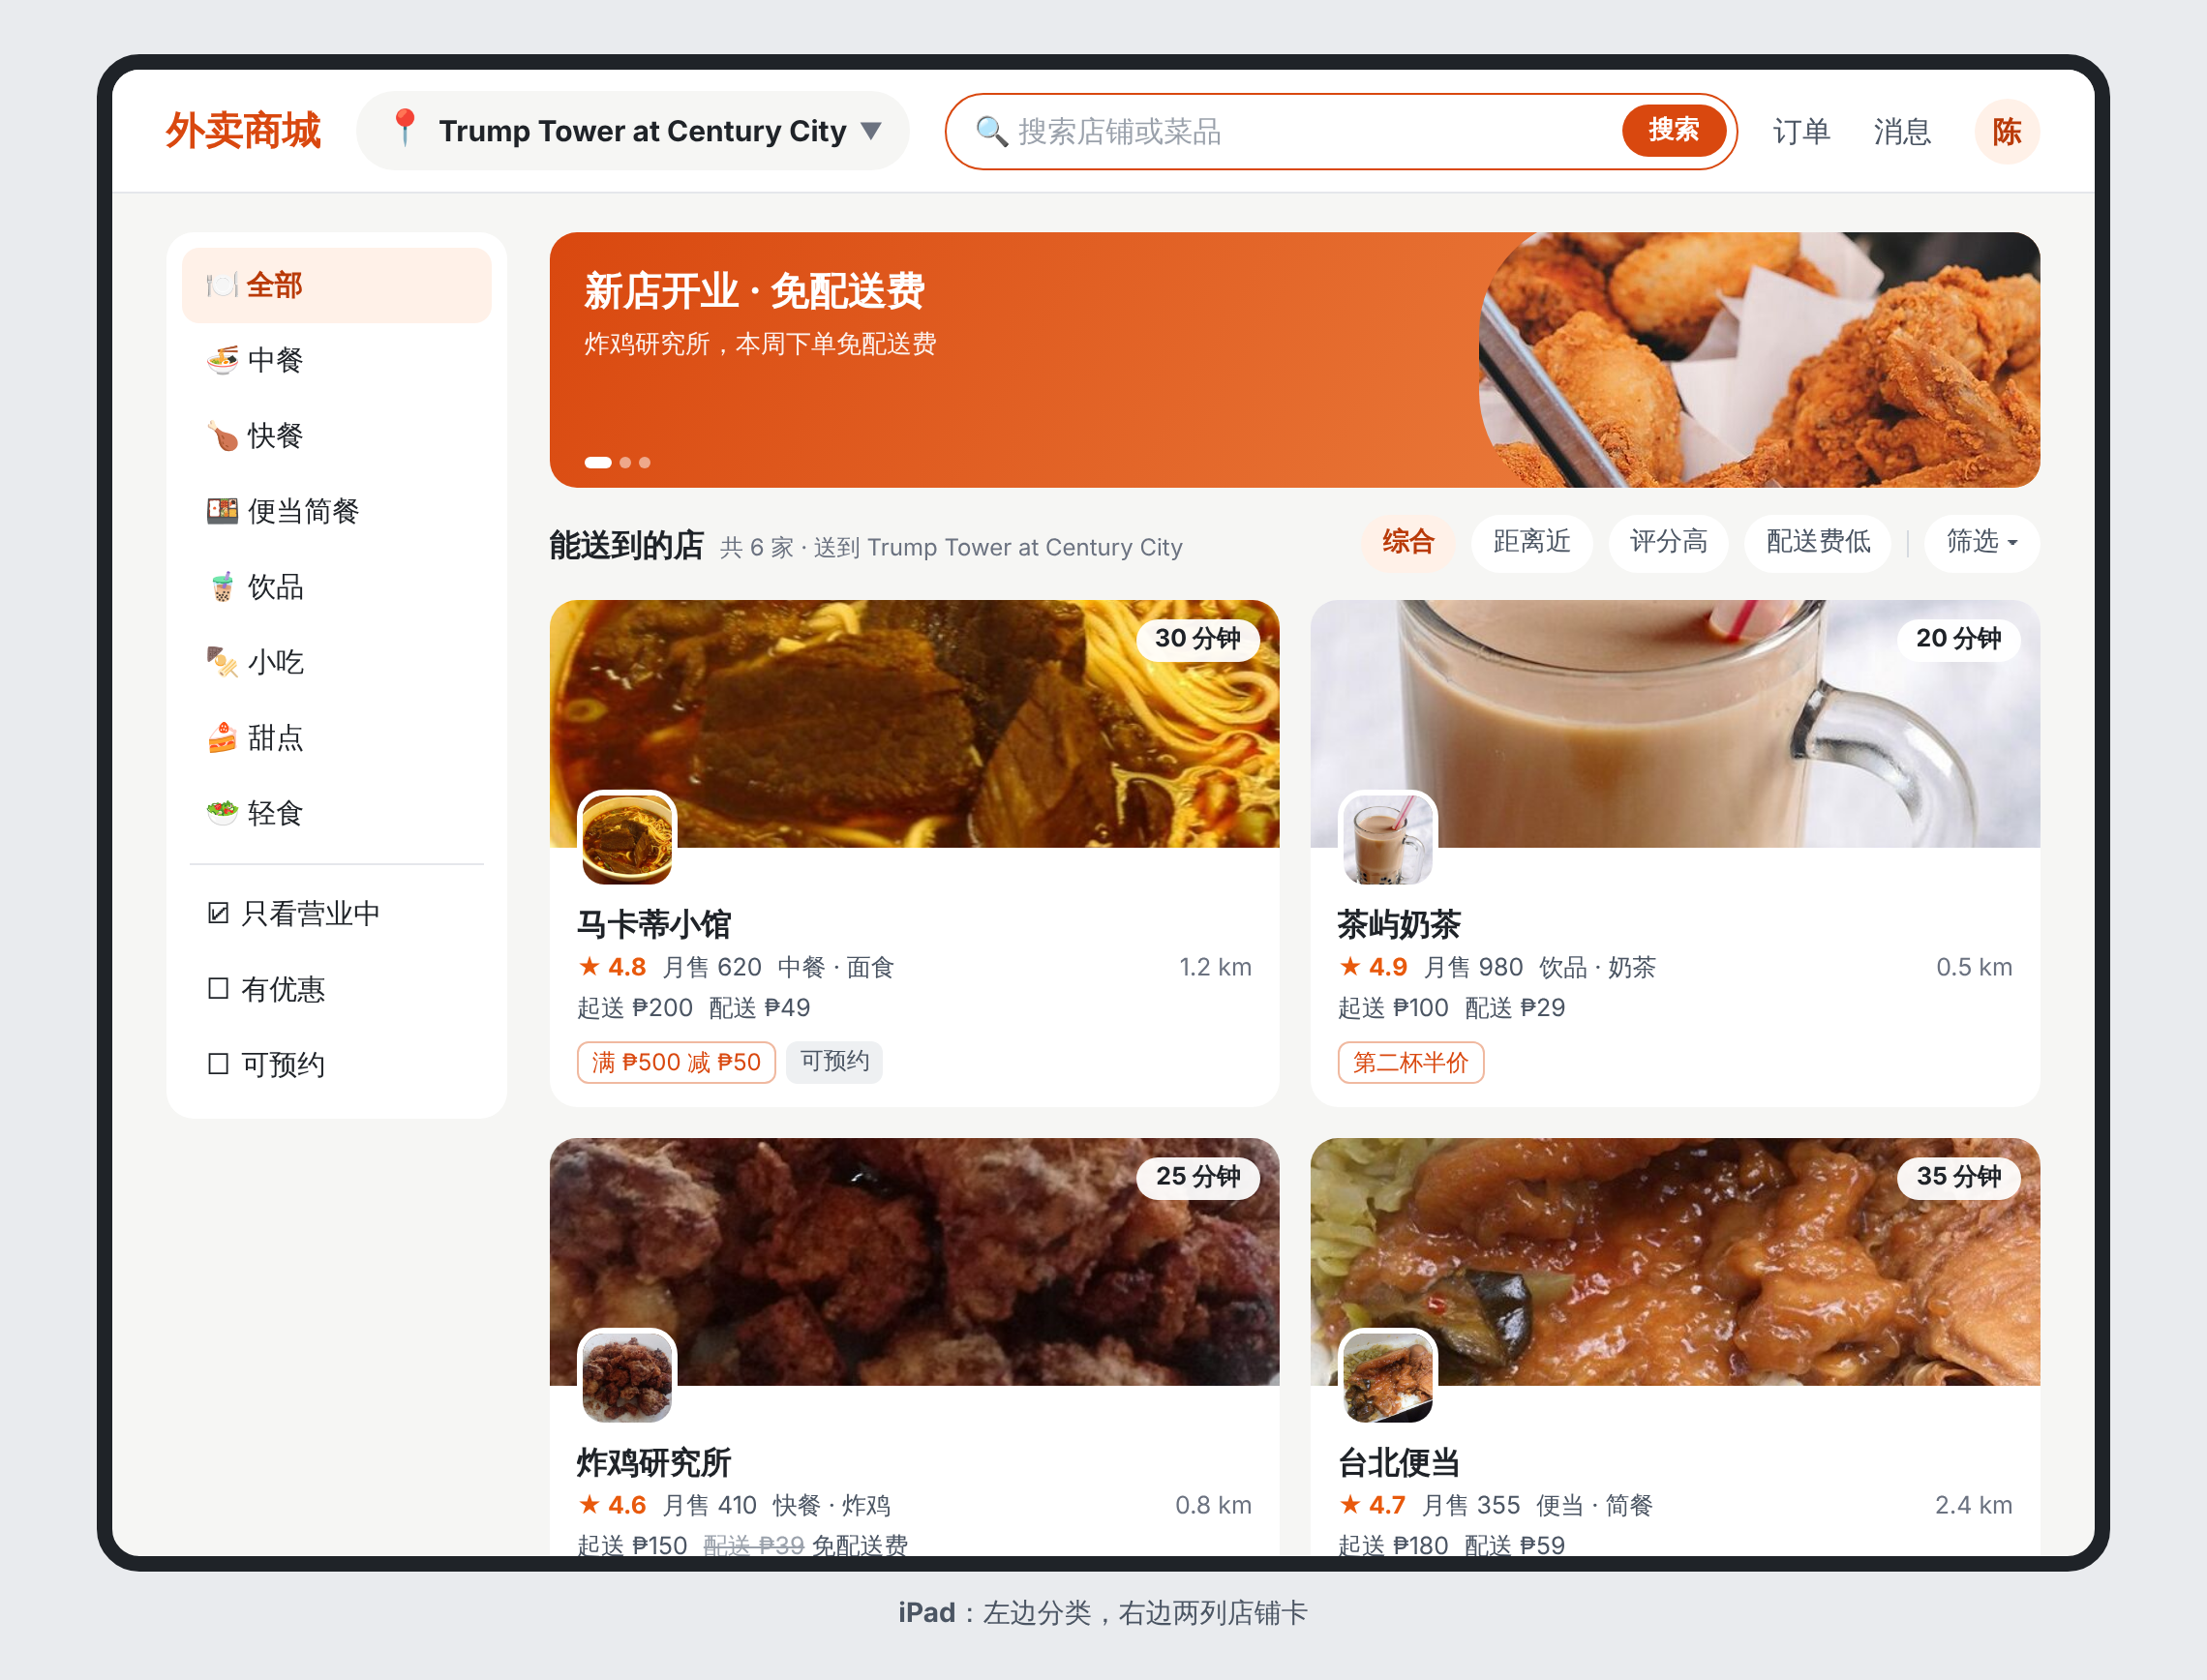 外卖商城
Trump Tower at Century City ▼
搜索店铺或菜品
搜索
订单
消息
陈
全部
中餐
快餐
便当简餐
饮品
小吃
甜点
轻食
只看营业中
有优惠
可预约
新店开业 · 免配送费
炸鸡研究所，本周下单免配送费
能送到的店 共 6 家 · 送到 Trump Tower at Century City
综合
距离近
评分高
配送费低
筛选
30 分钟
马卡蒂小馆
★ 4.8 月售 620 中餐 · 面食 1.2 km
起送 ₱200 配送 ₱49
满 ₱500 减 ₱50 可预约
20 分钟
茶屿奶茶
★ 4.9 月售 980 饮品 · 奶茶 0.5 km
起送 ₱100 配送 ₱29
第二杯半价
25 分钟
炸鸡研究所
★ 4.6 月售 410 快餐 · 炸鸡 0.8 km
起送 ₱150 配送 ₱39 免配送费
35 分钟
台北便当
★ 4.7 月售 355 便当 · 简餐 2.4 km
起送 ₱180 配送 ₱59
iPad：左边分类，右边两列店铺卡